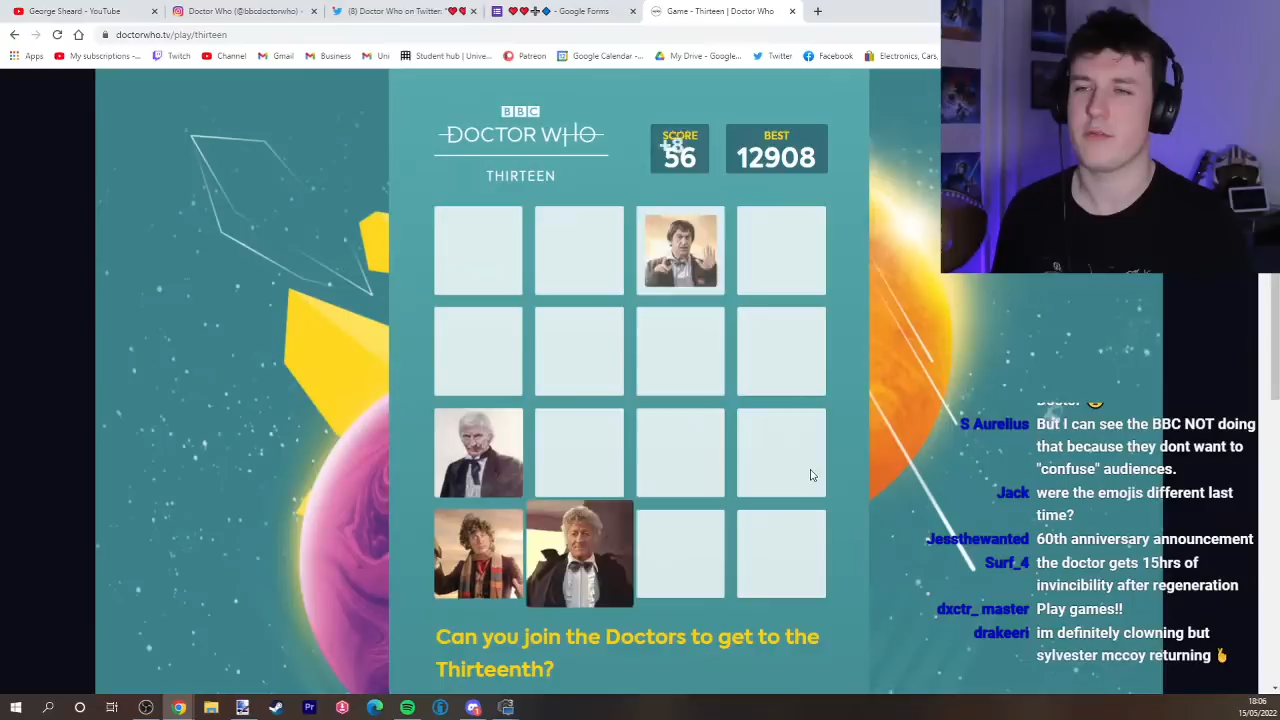 George Sheard - YouTube
Doctor Who (@bbcdoctorwho) -
(8) Doctor Who on Twitter: "❤️❤️
❤️❤️➕🔷 - Google Forms
Game - Thirteen | Doctor Who
doctorwho.tv/play/thirteen
Apps
My subscriptions -...
Twitch
Channel
Gmail
Business
Uni
Student hub | Unive...
Patreon
Google Calendar -...
My Drive - Google...
Twitter
Facebook
Electronics, Cars,
BBC
DOCTOR WHO
THIRTEEN
SCORE
+8
56
BEST
12908
Can you join the Doctors to get to the
Thirteenth?
S Aurelius But I can see the BBC NOT doing
that because they dont want to
"confuse" audiences.
Jack were the emojis different last
time?
Jessthewanted 60th anniversary announcement
Surf_4 the doctor gets 15hrs of
invincibility after regeneration
dxctr_ master Play games!!
drakeeri im definitely clowning but
sylvester mccoy returning 🤞
18:06
15/05/2022